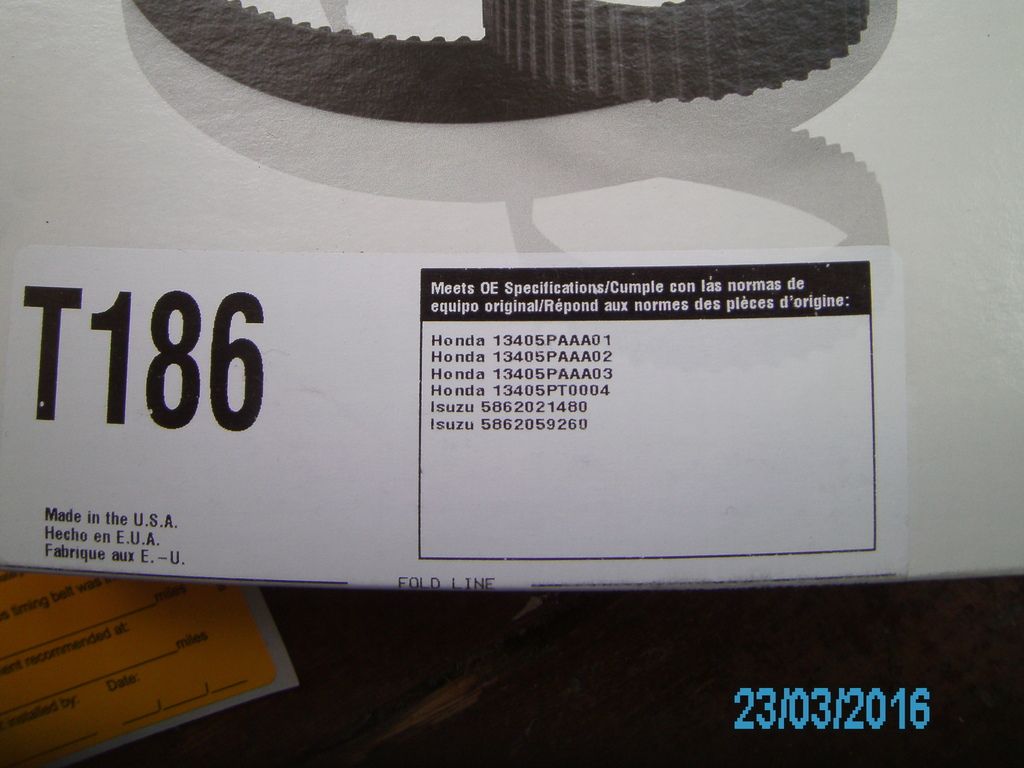 T186
Meets OE Specifications/Cumple con lás normas de
equipo original/Répond aux normes des pièces d'origine:
Honda 13405PAAA01
Honda 13405PAAA02
Honda 13405PAAA03
Honda 13405PT0004
Isuzu 5862021480
Isuzu 5862059260
Made in the U.S.A.
Hecho en E.U.A.
Fabrique aux E.-U.
FOLD LINE
timing belt was
miles
recommended at: miles
installed by: Date:
23/03/2016